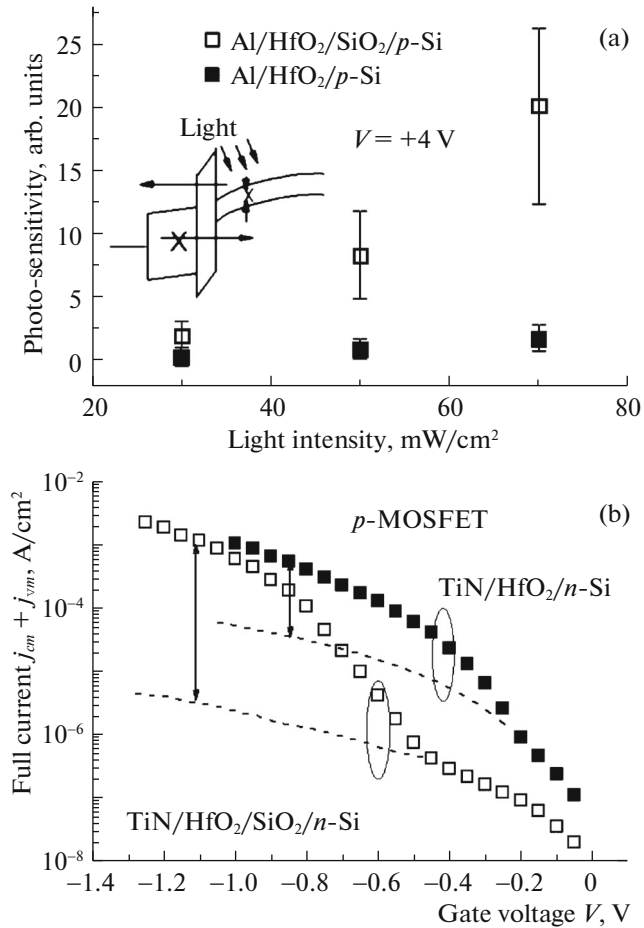 25
20
15
10
5
0
Photo-sensitivity, arb. units
Al/HfO₂/SiO₂/p-Si
Al/HfO₂/p-Si
(a)
Light
V = +4 V
X
X
20 40 60 80
Light intensity, mW/cm²
10⁻²
10⁻⁴
10⁻⁶
10⁻⁸
Full current j_cm + j_vm, A/cm²
p-MOSFET
(b)
TiN/HfO₂/n-Si
TiN/HfO₂/SiO₂/n-Si
−1.4 −1.2 −1.0 −0.8 −0.6 −0.4 −0.2 0
Gate voltage V, V